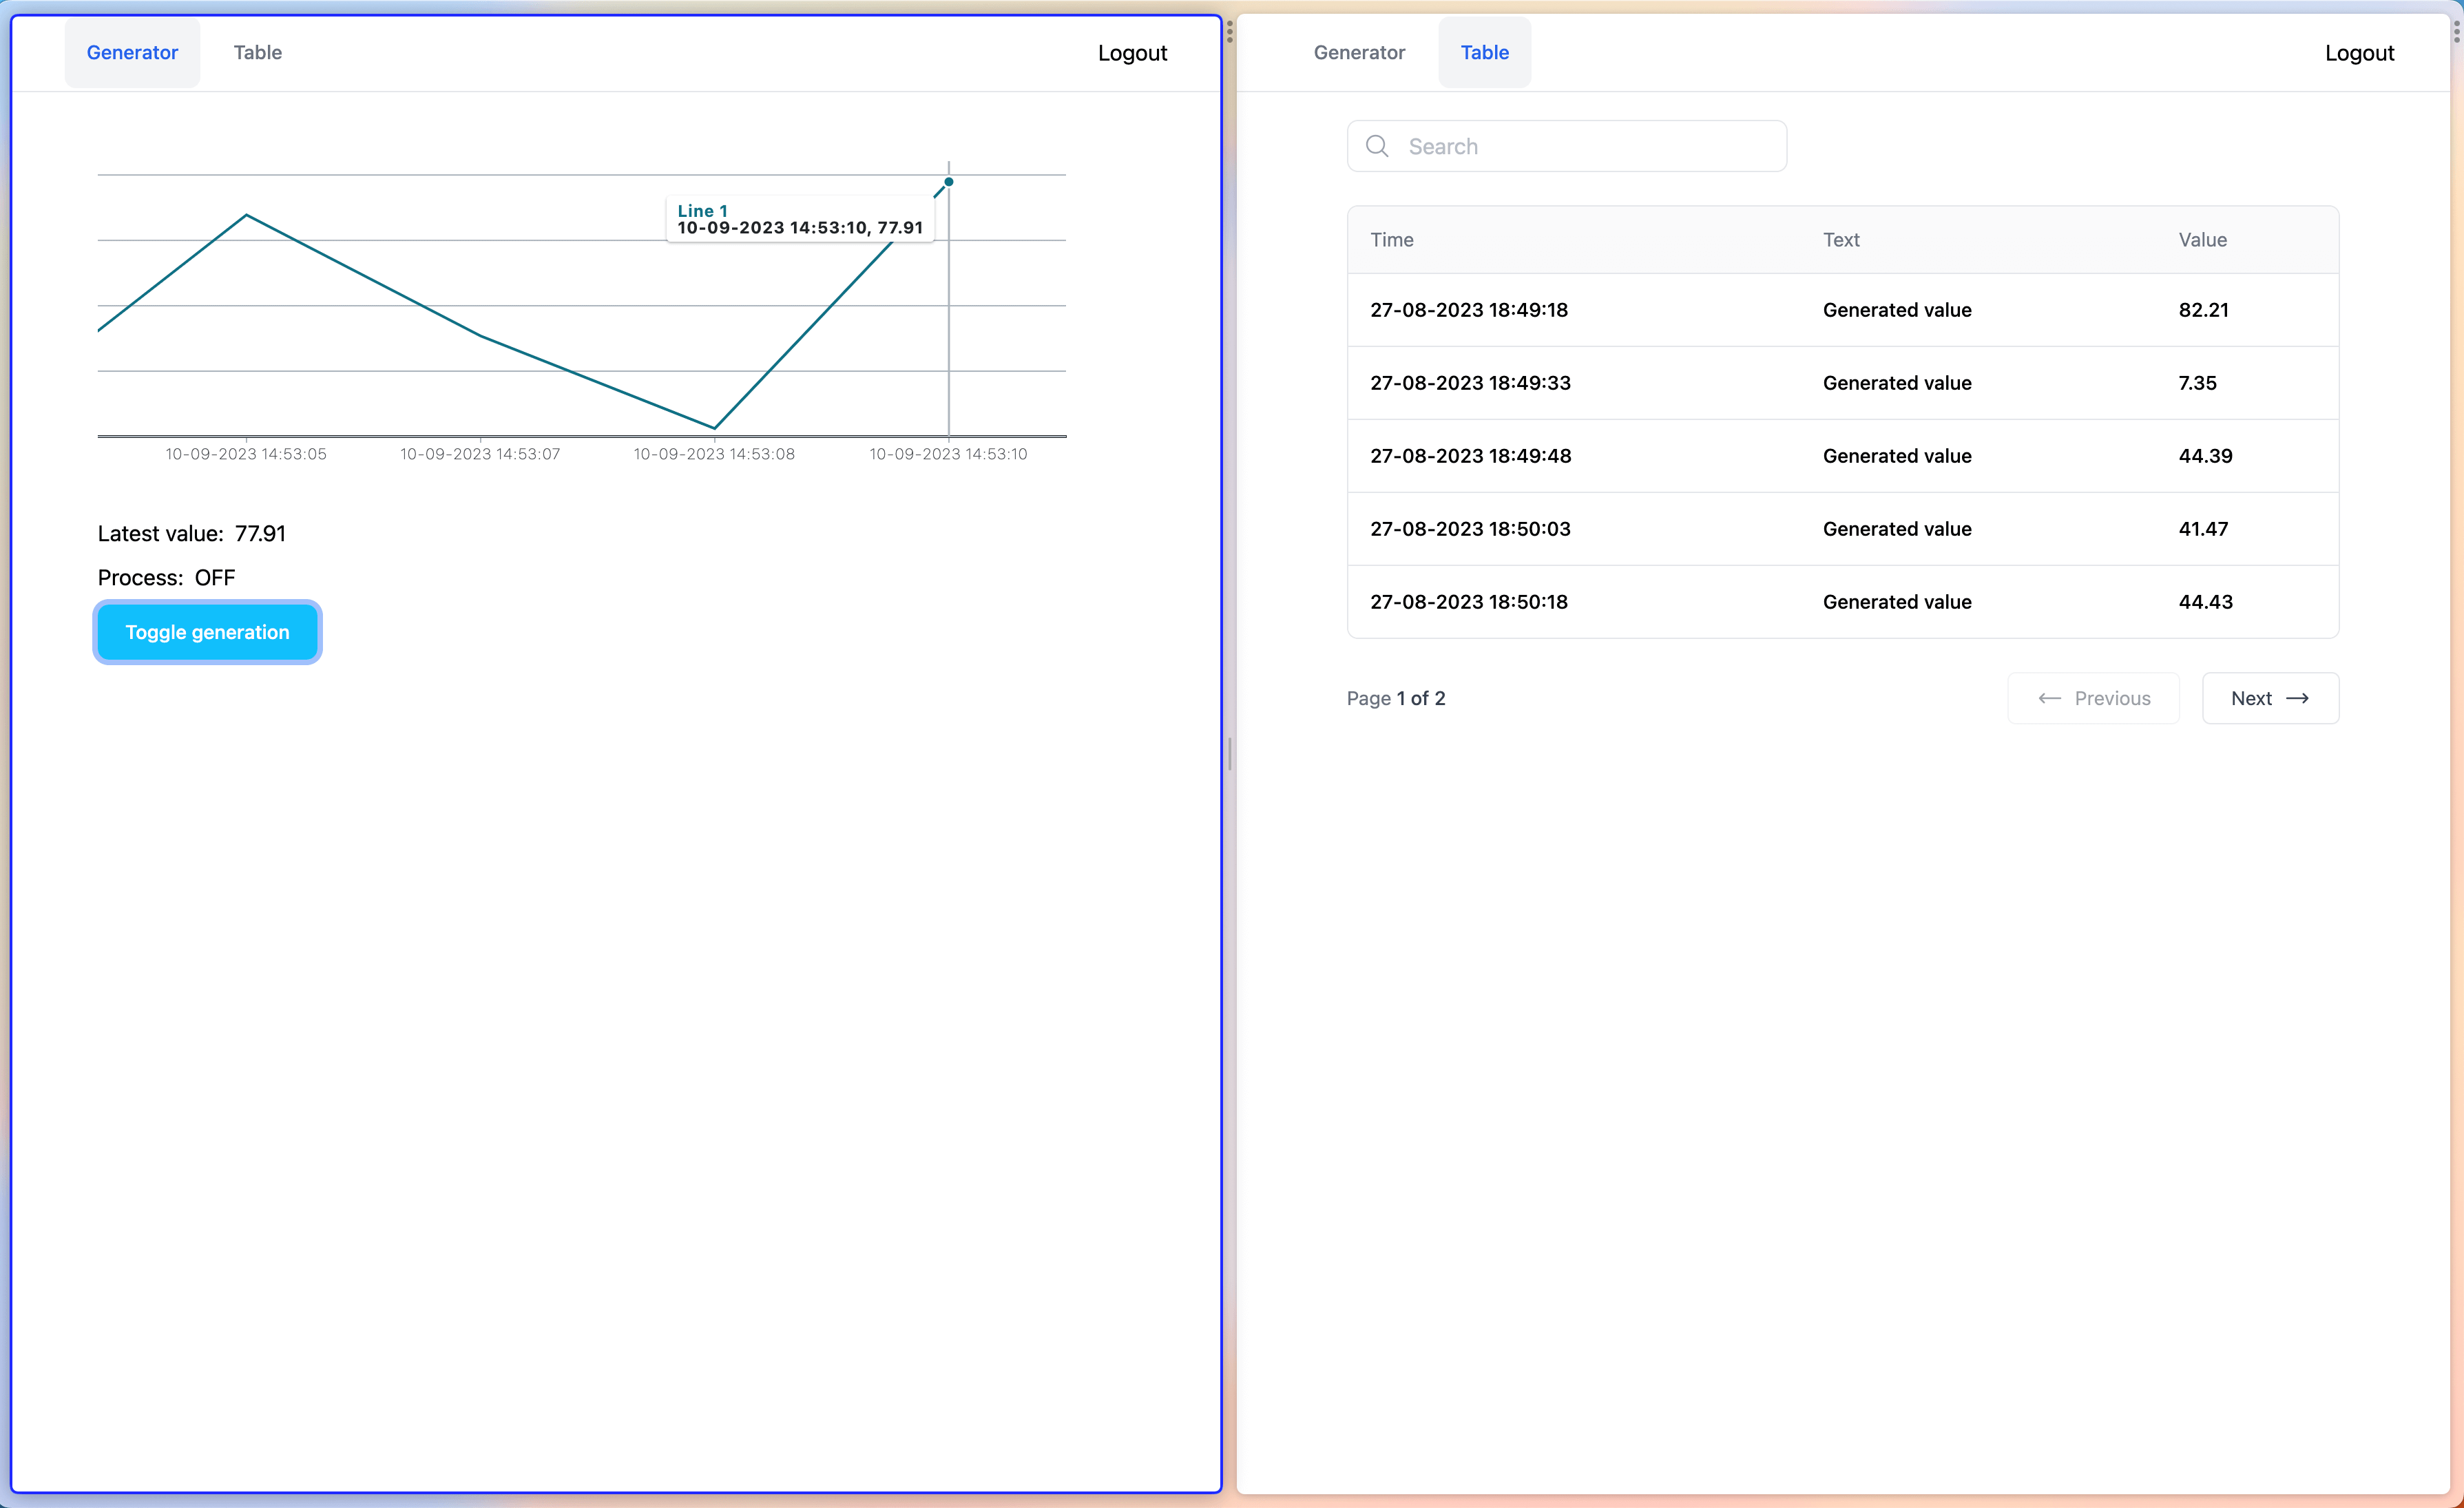 Generator Table Logout
Line 1
10-09-2023 14:53:10, 77.91
10-09-2023 14:53:05 10-09-2023 14:53:07 10-09-2023 14:53:08 10-09-2023 14:53:10
Latest value: 77.91
Process: OFF
Toggle generation
Generator Table Logout
Search
Time Text Value
27-08-2023 18:49:18 Generated value 82.21
27-08-2023 18:49:33 Generated value 7.35
27-08-2023 18:49:48 Generated value 44.39
27-08-2023 18:50:03 Generated value 41.47
27-08-2023 18:50:18 Generated value 44.43
Page 1 of 2 Previous Next